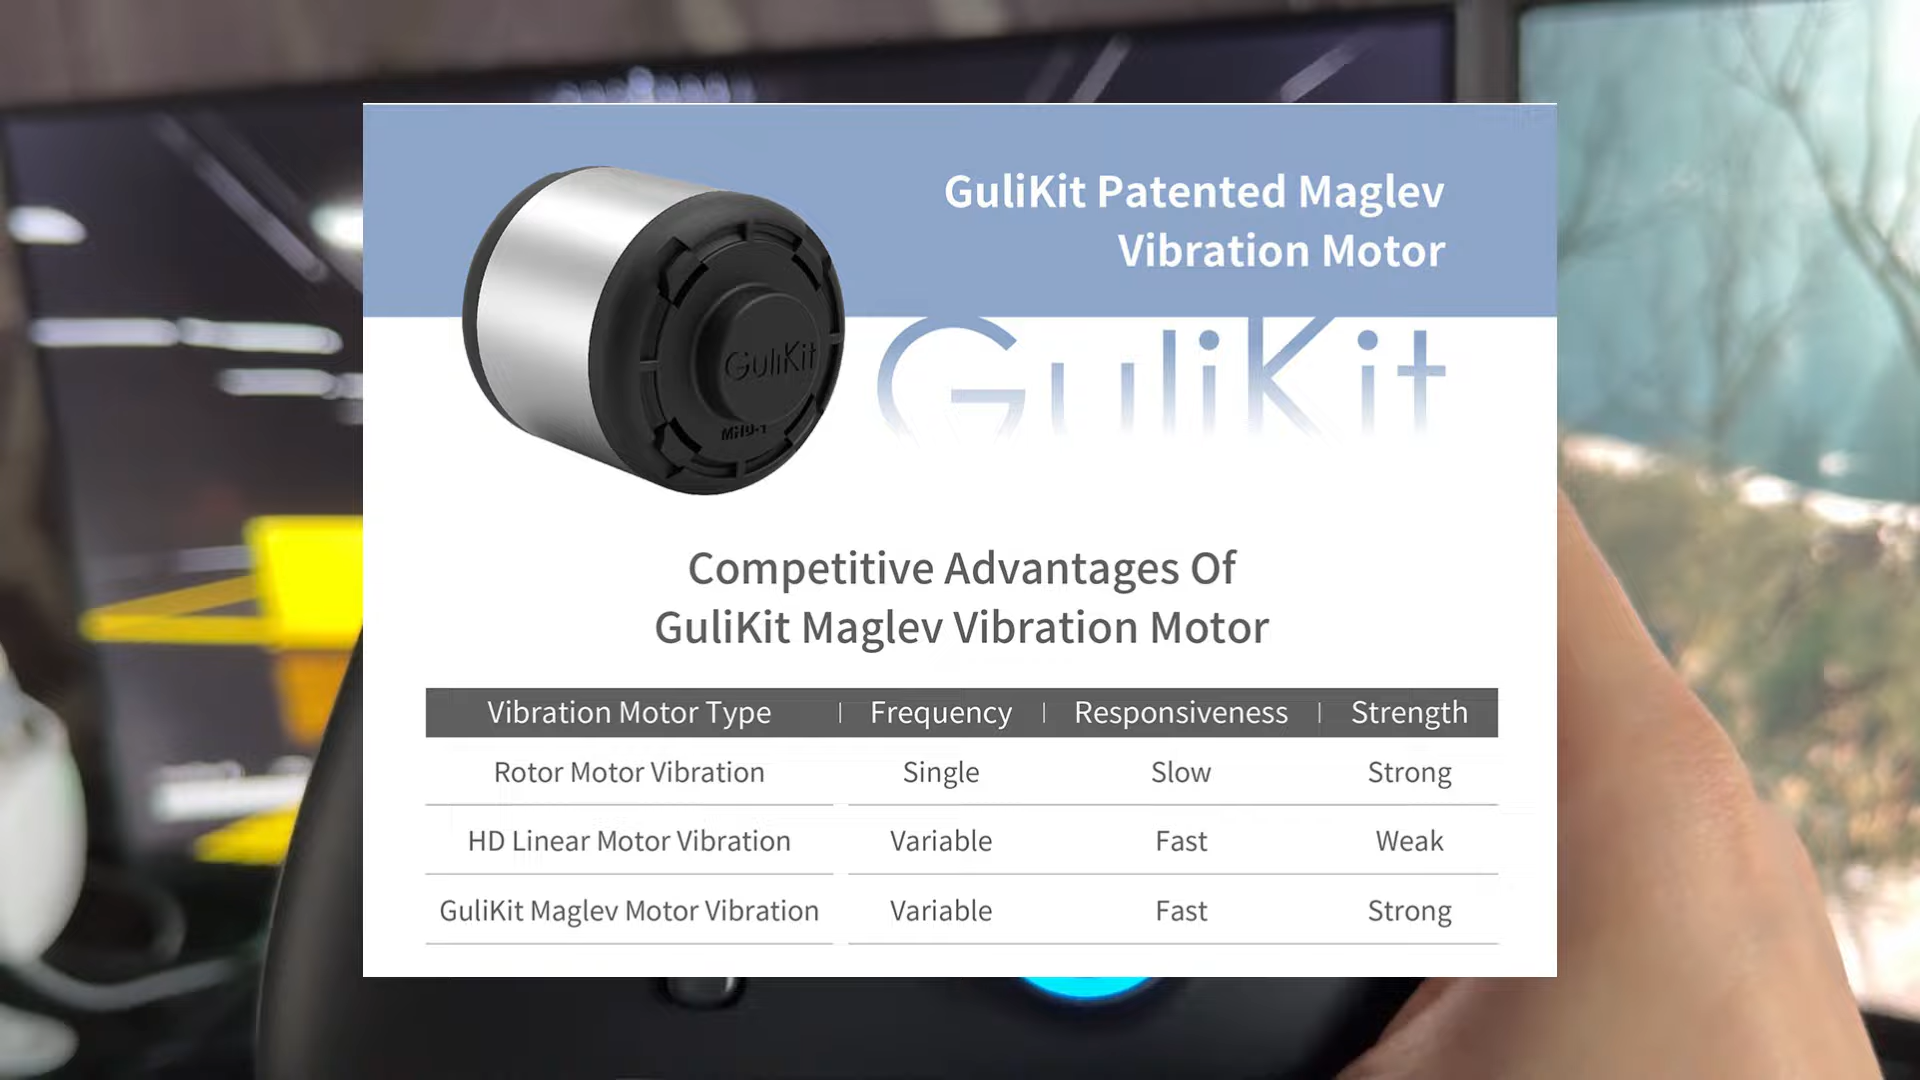 GuliKit Patented Maglev
Vibration Motor
GuliKit
GuliKit
MHD-1
Competitive Advantages Of
GuliKit Maglev Vibration Motor
Vibration Motor Type | Frequency | Responsiveness | Strength
Rotor Motor Vibration Single Slow Strong
HD Linear Motor Vibration Variable Fast Weak
GuliKit Maglev Motor Vibration Variable Fast Strong